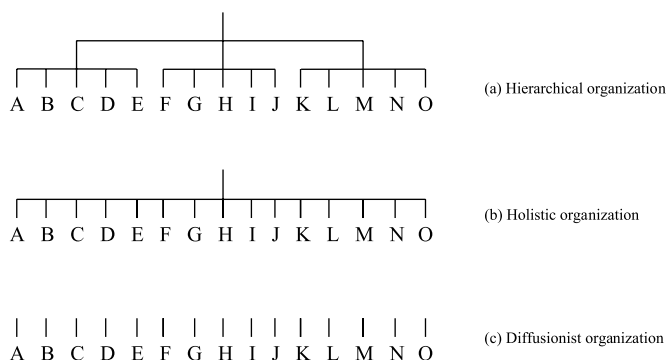 A B C D E F G H I J K L M N O
(a) Hierarchical organization
A B C D E F G H I J K L M N O
(b) Holistic organization
A B C D E F G H I J K L M N O
(c) Diffusionist organization